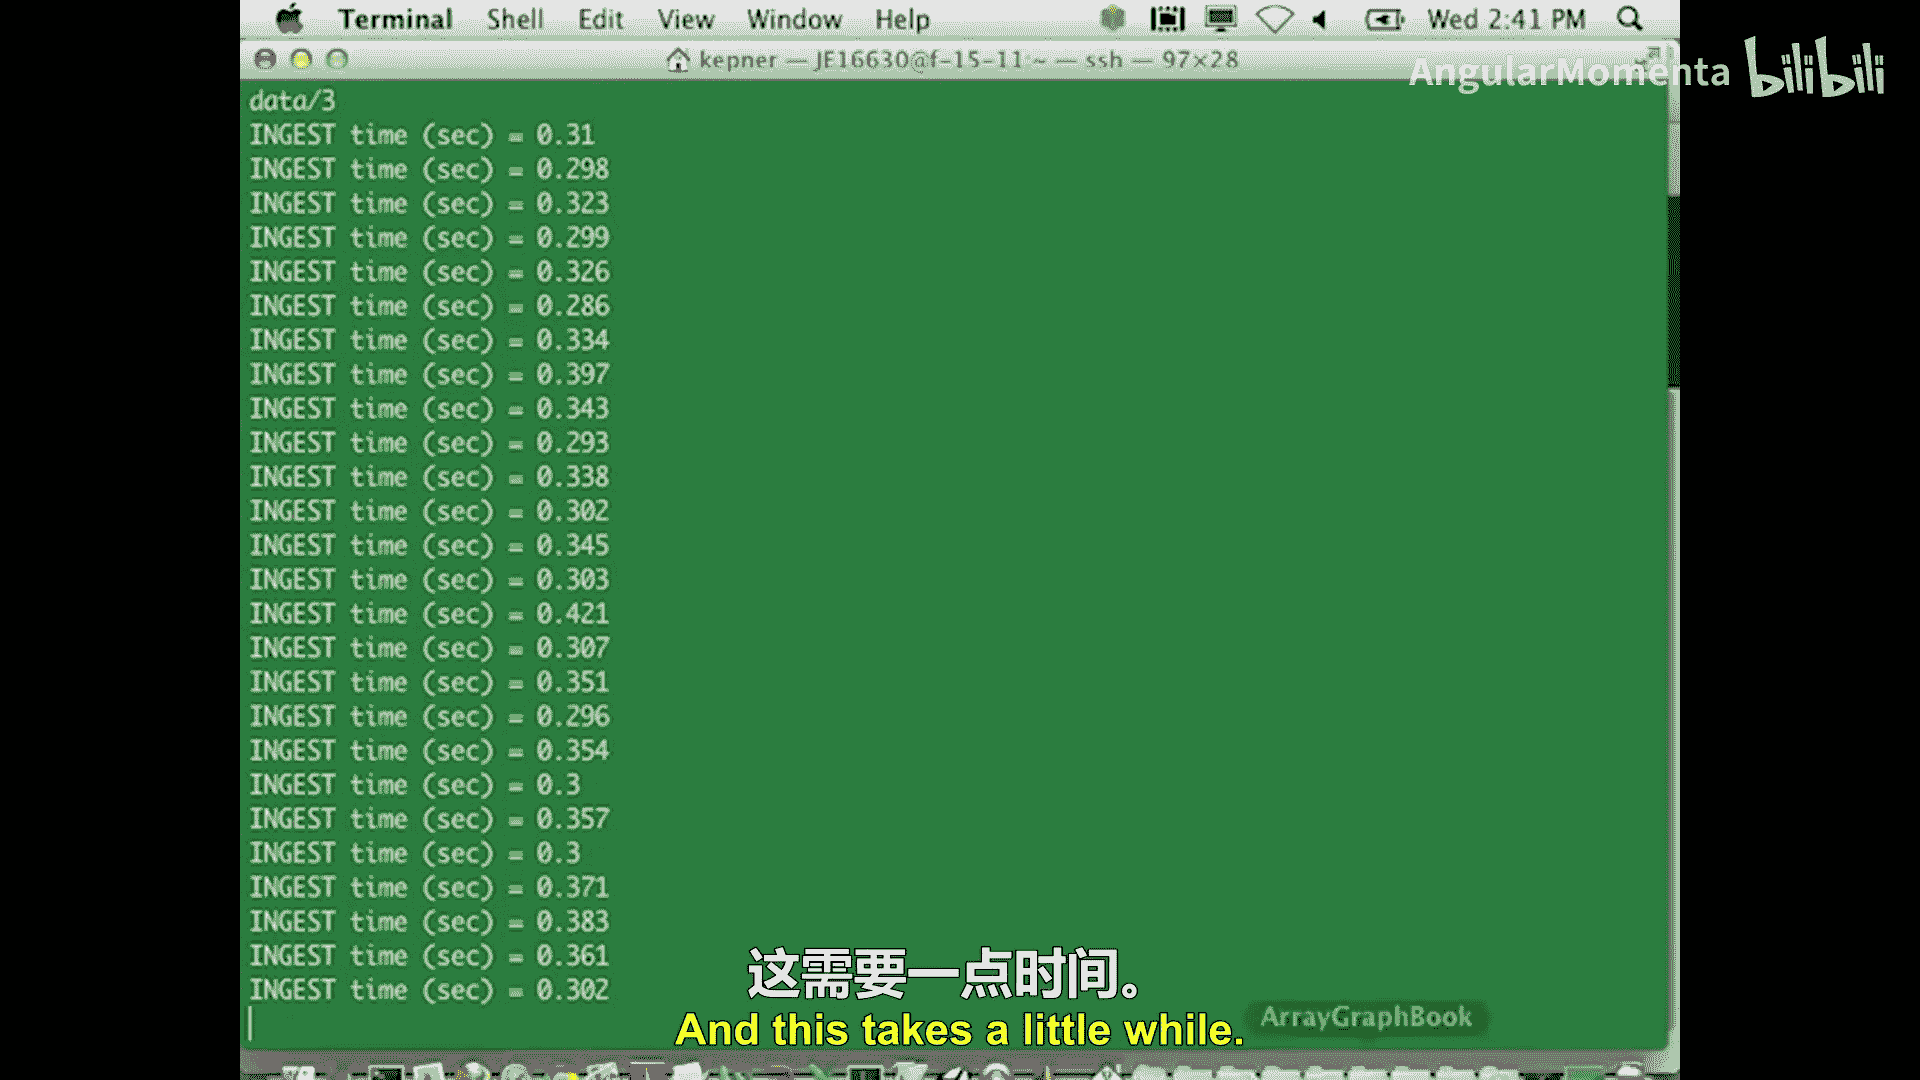 Terminal Shell Edit View Window Help Wed 2:41 PM
kepner — JE16630@f-15-11:~ — ssh — 97×28
AngularMomenta bilibili
data/3
INGEST time (sec) = 0.31
INGEST time (sec) = 0.298
INGEST time (sec) = 0.323
INGEST time (sec) = 0.299
INGEST time (sec) = 0.326
INGEST time (sec) = 0.286
INGEST time (sec) = 0.334
INGEST time (sec) = 0.397
INGEST time (sec) = 0.343
INGEST time (sec) = 0.293
INGEST time (sec) = 0.338
INGEST time (sec) = 0.302
INGEST time (sec) = 0.345
INGEST time (sec) = 0.303
INGEST time (sec) = 0.421
INGEST time (sec) = 0.307
INGEST time (sec) = 0.351
INGEST time (sec) = 0.296
INGEST time (sec) = 0.354
INGEST time (sec) = 0.3
INGEST time (sec) = 0.357
INGEST time (sec) = 0.3
INGEST time (sec) = 0.371
INGEST time (sec) = 0.383
INGEST time (sec) = 0.361
INGEST time (sec) = 0.302
这需要一点时间。
And this takes a little while.
ArrayGraphBook